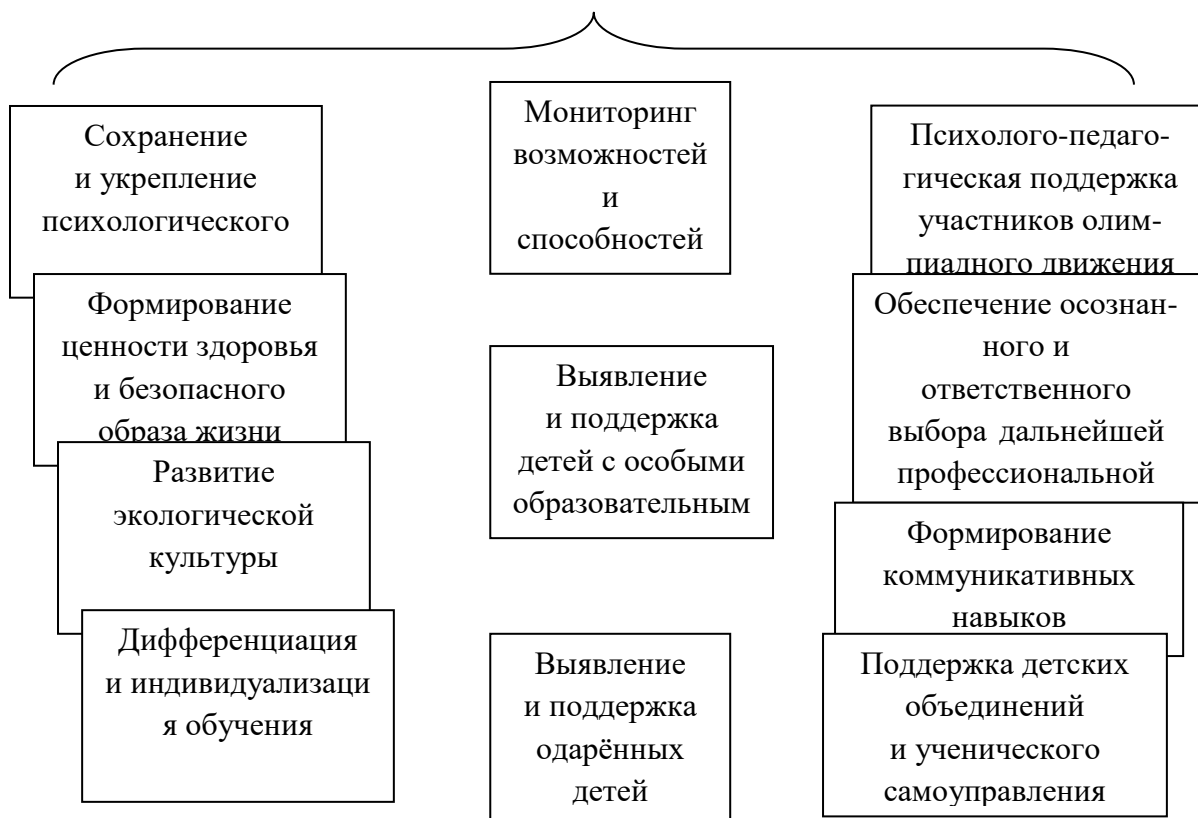 Сохранение
и укрепление
психологического
Формирование
ценности здоровья
и безопасного
образа жизни
Развитие
экологической
культуры
Дифференциация
и индивидуализаци
я обучения
Мониторинг
возможностей
и
способностей
Выявление
и поддержка
детей с особыми
образовательным
Выявление
и поддержка
одарённых
детей
Психолого-педаго-
гическая поддержка
участников олим-
пиадного движения
Обеспечение осознан-
ного и
ответственного
выбора дальнейшей
профессиональной
Формирование
коммуникативных
навыков
Поддержка детских
объединений
и ученического
самоуправления